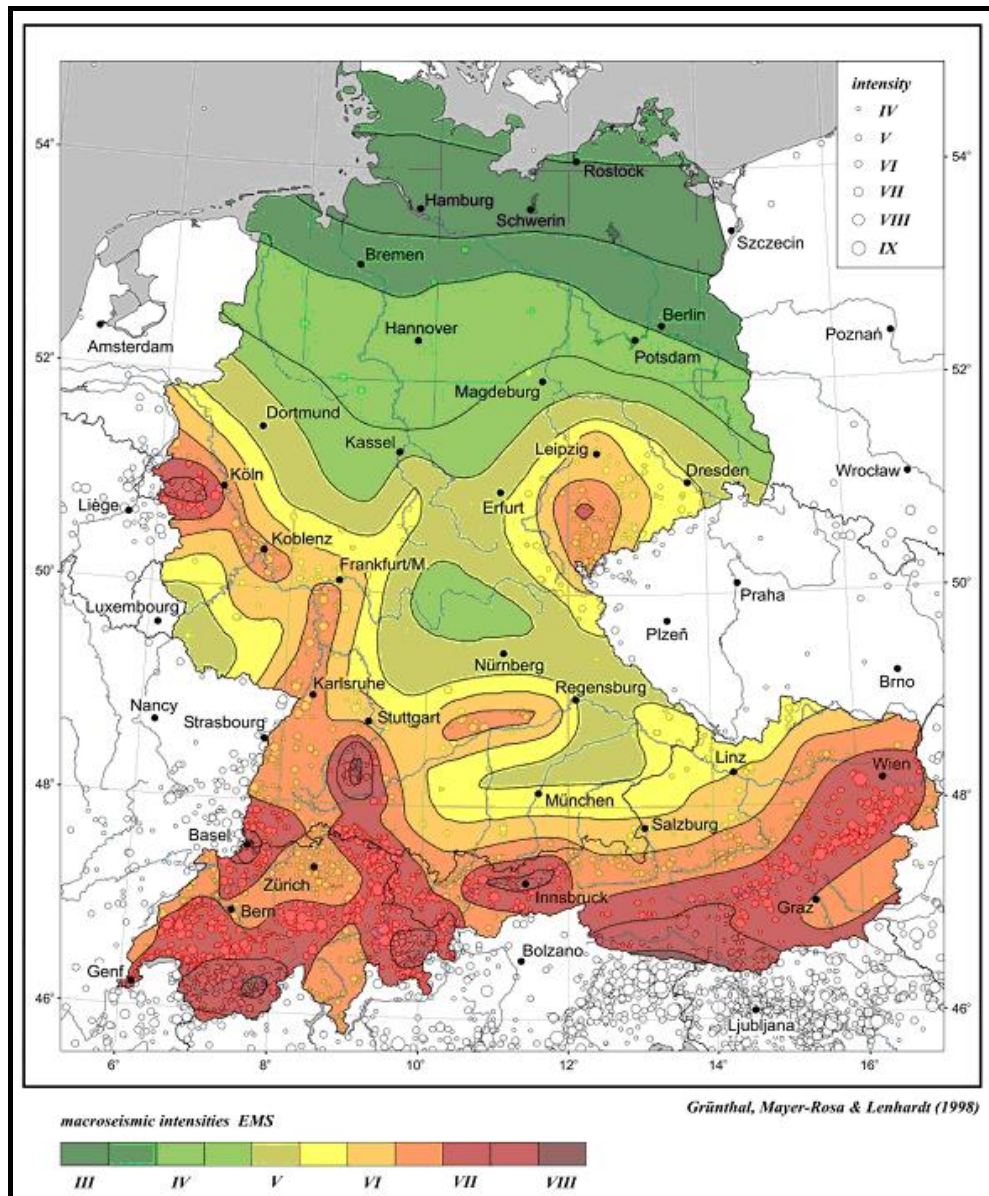 intensity
IV
V
VI
VII
VIII
IX
54°
54°
Rostock
Hamburg
Schwerin
Szczecin
Bremen
Berlin
Hannover
Poznań
Amsterdam
Potsdam
52°
52°
Magdeburg
Dortmund
Kassel
Leipzig
Wrocław
Dresden
Köln
Erfurt
Liège
Koblenz
Frankfurt/M.
50°
50°
Praha
Luxembourg
Plzeň
Nürnberg
Brno
Karlsruhe
Regensburg
Nancy
Strasbourg
Stuttgart
Linz
Wien
48°
48°
München
Salzburg
Basel
Zürich
Innsbruck
Graz
Bern
Bolzano
Genf
46°
46°
Ljubljana
6° 8° 10° 12° 14° 16°
Grünthal, Mayer-Rosa & Lenhardt (1998)
macroseismic intensities EMS
III IV V VI VII VIII